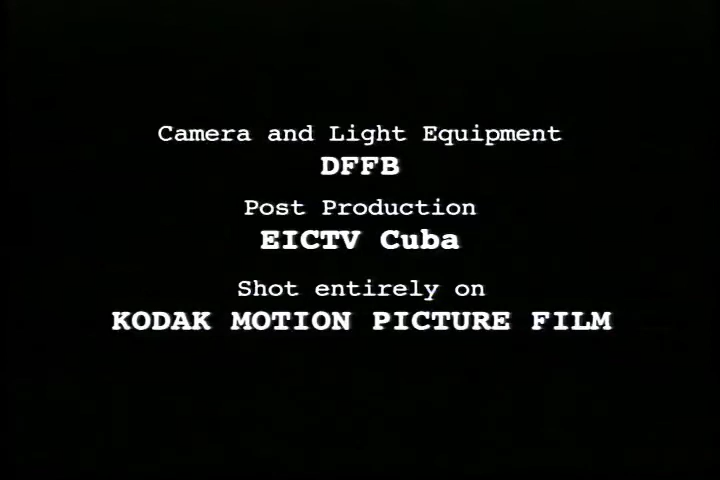 Camera and Light Equipment
DFFB
Post Production
EICTV Cuba
Shot entirely on
KODAK MOTION PICTURE FILM